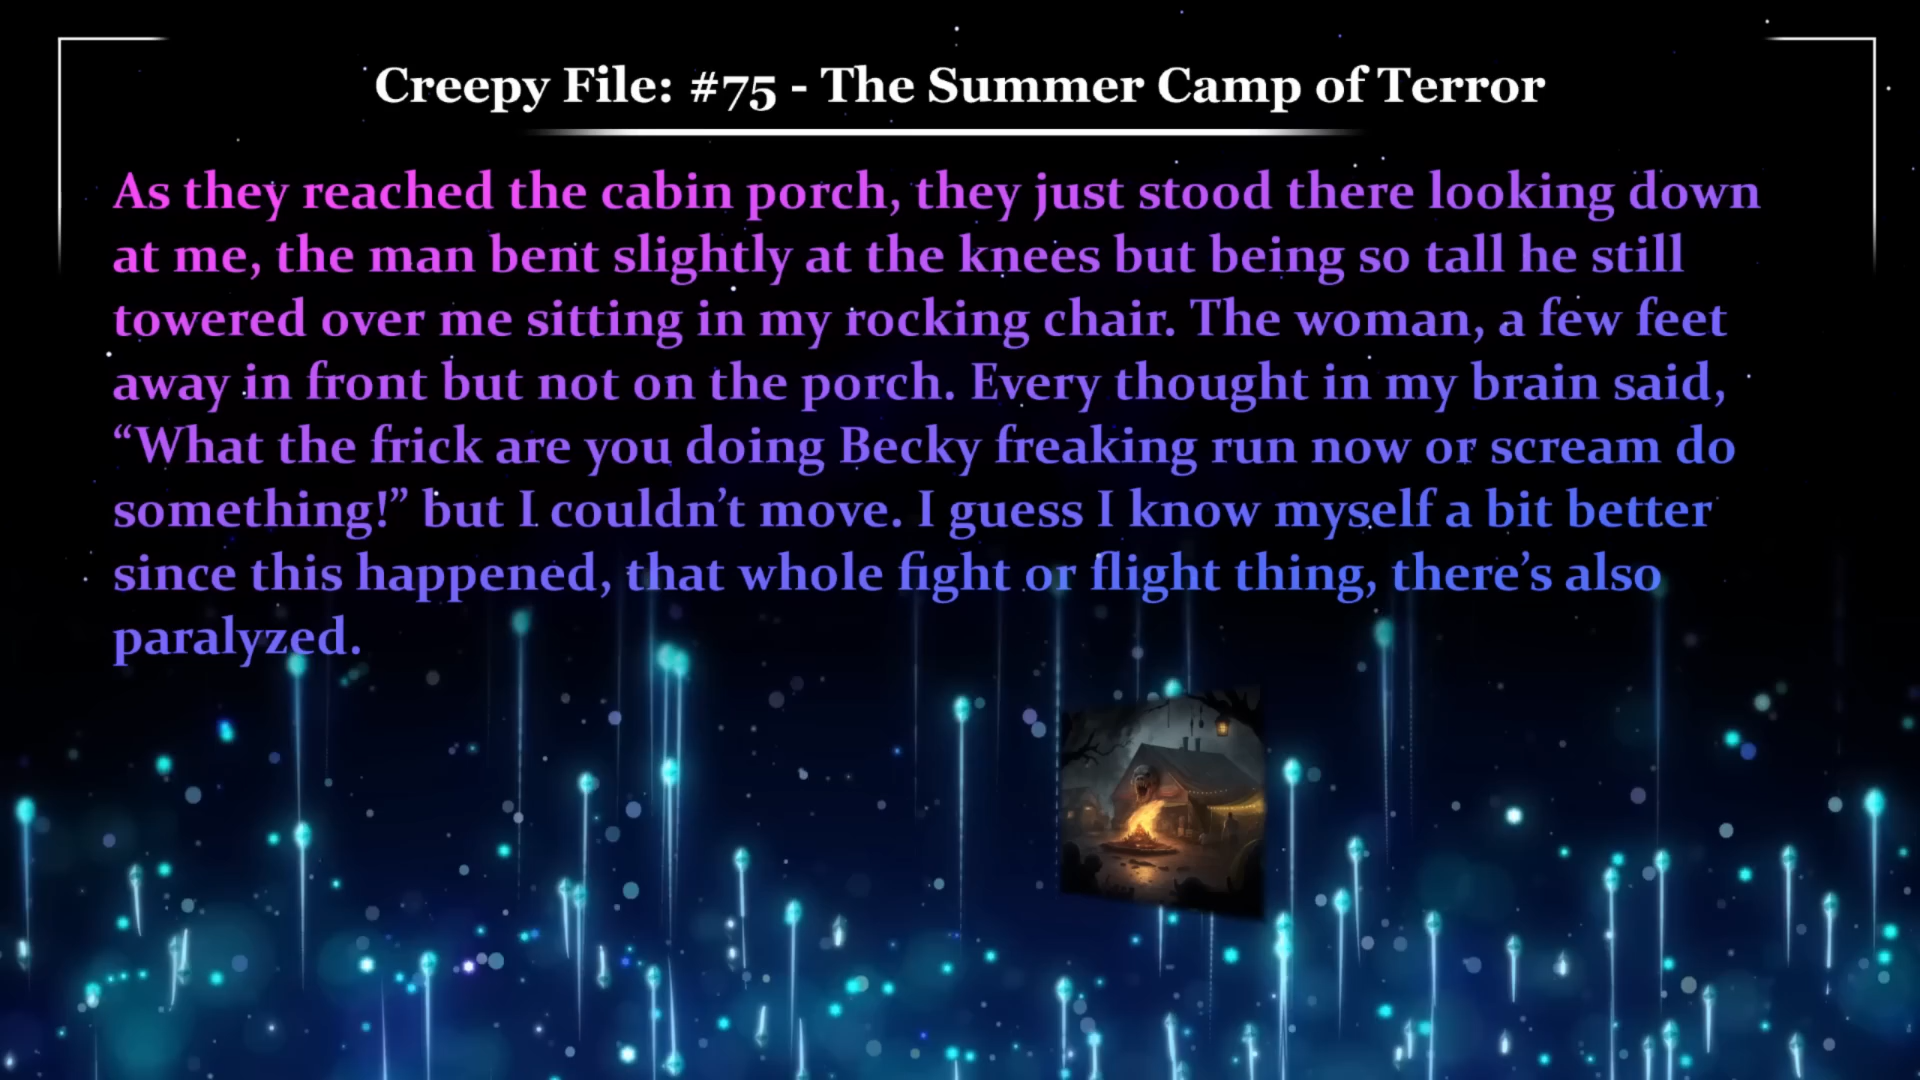 Creepy File: #75 - The Summer Camp of Terror
As they reached the cabin porch, they just stood there looking down
at me, the man bent slightly at the knees but being so tall he still
towered over me sitting in my rocking chair. The woman, a few feet
away in front but not on the porch. Every thought in my brain said,
“What the frick are you doing Becky freaking run now or scream do
something!” but I couldn’t move. I guess I know myself a bit better
since this happened, that whole fight or flight thing, there’s also
paralyzed.